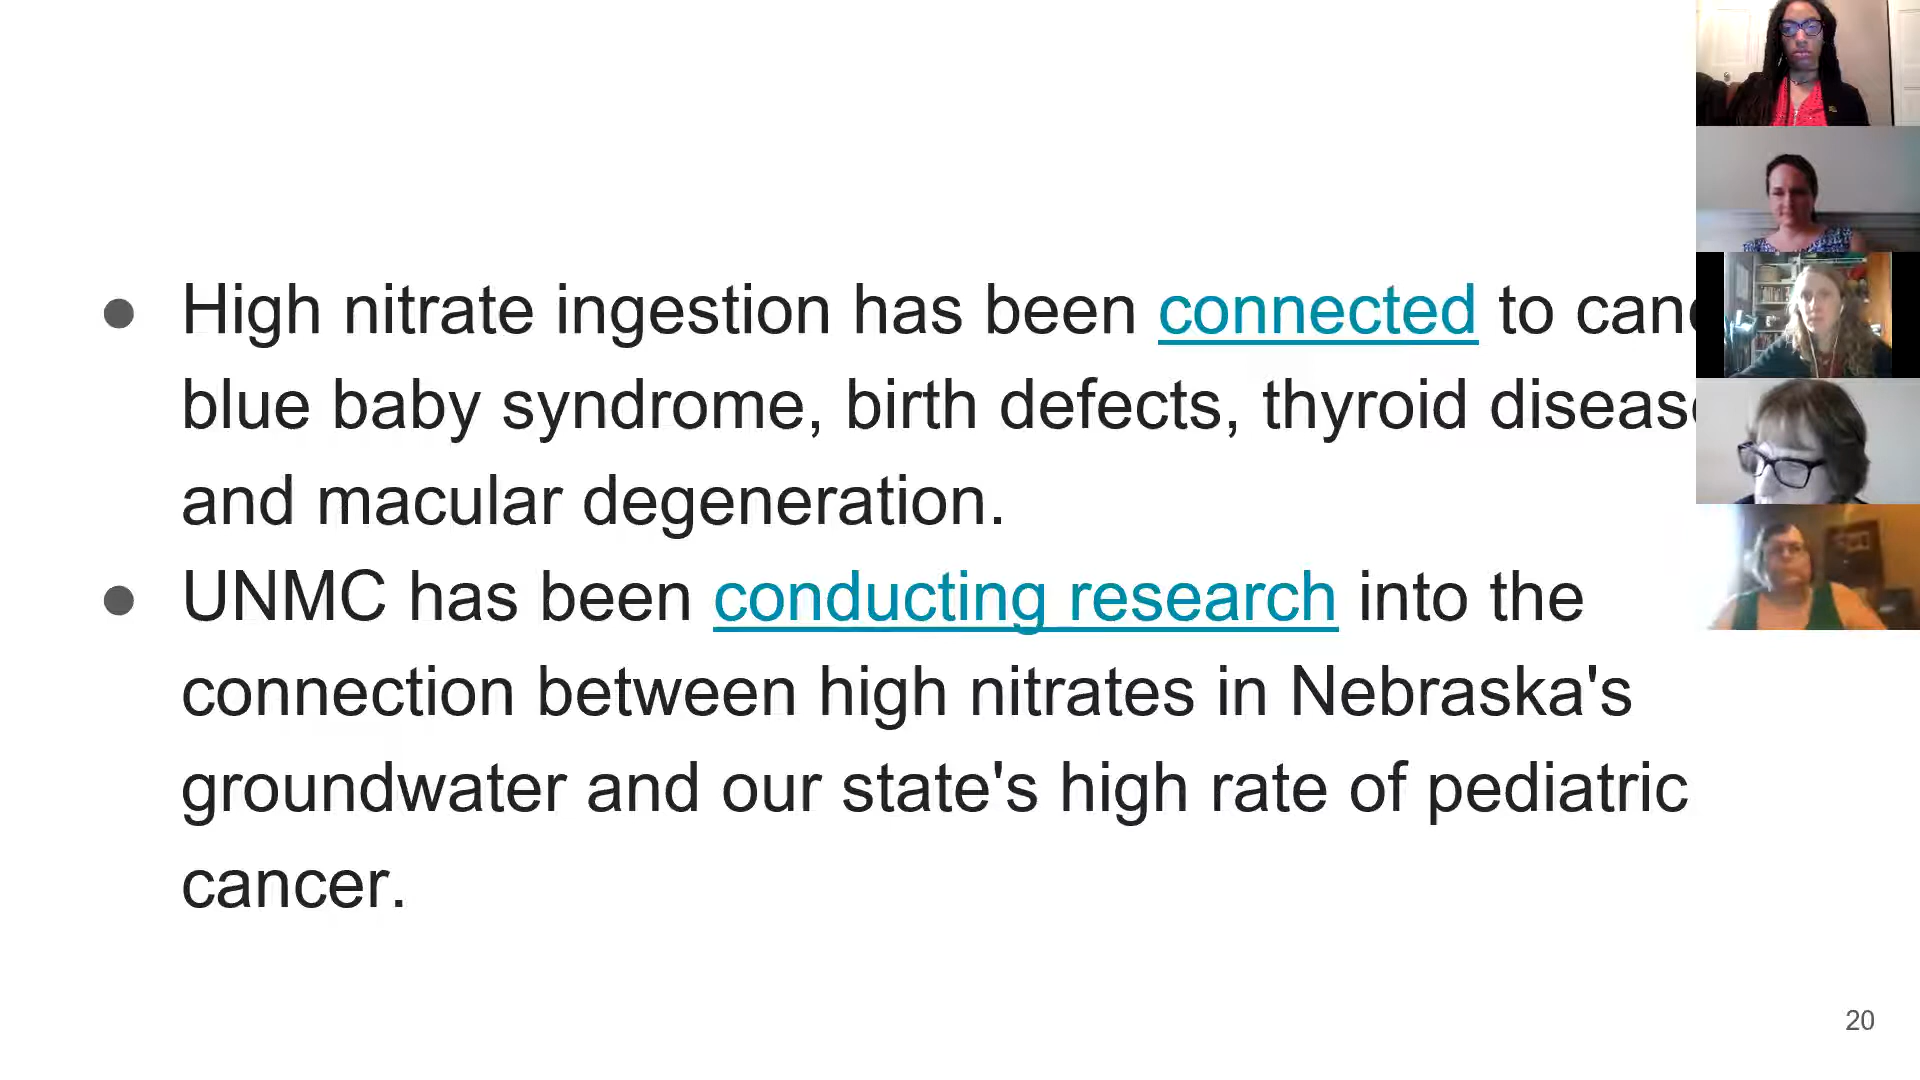 ● High nitrate ingestion has been connected to
blue baby syndrome, birth defects, thyroid
and macular degeneration.
● UNMC has been conducting research into the
connection between high nitrates in Nebraska's
groundwater and our state's high rate of pediatric
cancer.
20